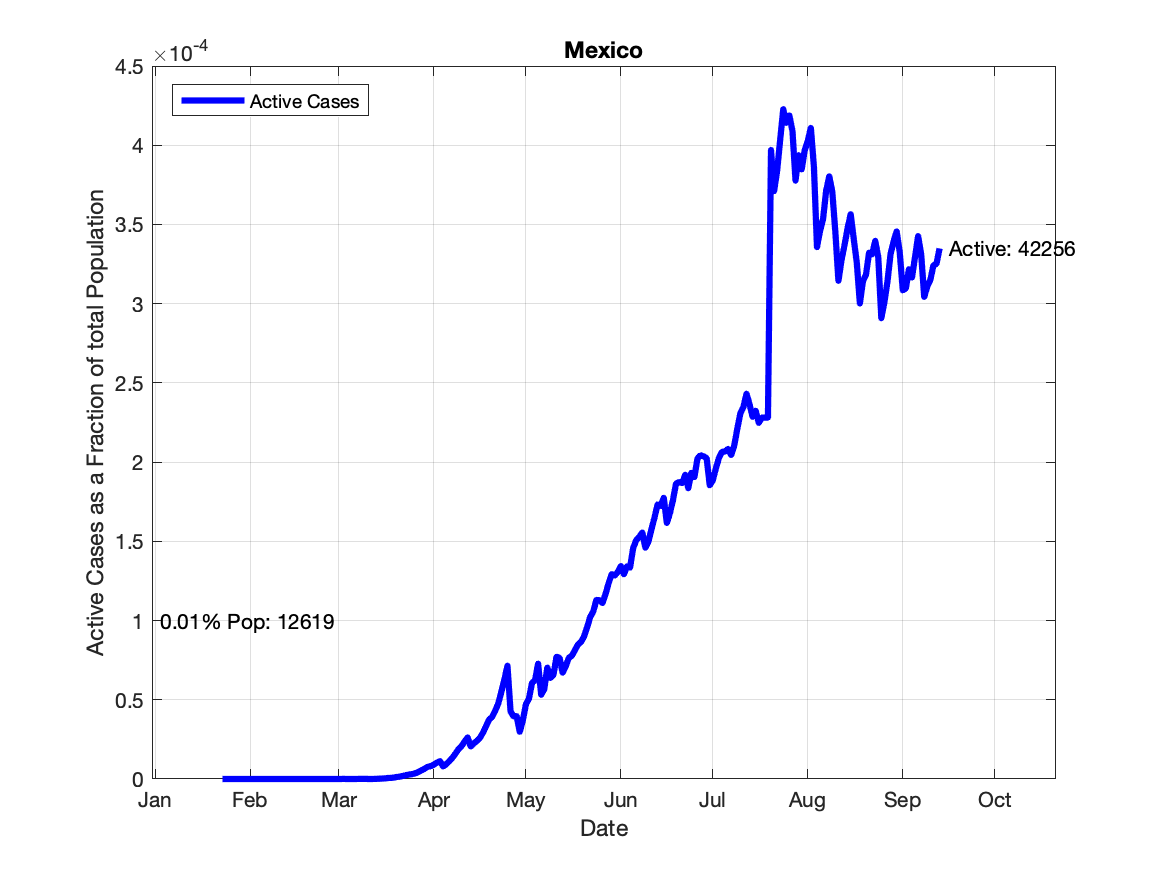 Mexico
×10-4
Active Cases
4.5
4
3.5
3
2.5
2
1.5
1
0.5
0
Active Cases as a Fraction of total Population
Active: 42256
0.01% Pop: 12619
Jan Feb Mar Apr May Jun Jul Aug Sep Oct
Date